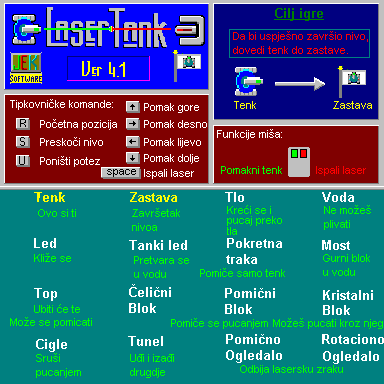 LaserTank
JEK
SOFTWARE
Ver 4.1
Cilj igre
Da bi uspješno završio nivo,
dovedi tenk do zastave.
Tenk
Zastava
Tipkovničke komande:
R Početna pozicija
S Preskoči nivo
U Poništi potez
Pomak gore
Pomak desno
Pomak lijevo
Pomak dolje
space Ispali laser
Funkcije miša:
Pomakni tenk
Ispali laser
Tenk
Ovo si ti
Zastava
Završetak
nivoa
Tlo
Kreći se i
pucaj preko
tla
Voda
Ne možeš
plivati
Led
Kliže se
Tanki led
Pretvara se
u vodu
Pokretna
traka
Pomiče samo tenk
Most
Gurni blok
u vodu
Top
Ubiti će te
Može se pomicati
Čelični
Blok
Pomični
Blok
Pomiče se pucanjem
Kristalni
Blok
Možeš pucati kroz njeg
Cigle
Sruši
pucanjem
Tunel
Uđi i izađi
drugdje
Pomično
Ogledalo
Rotaciono
Ogledalo
Odbija lasersku zraku